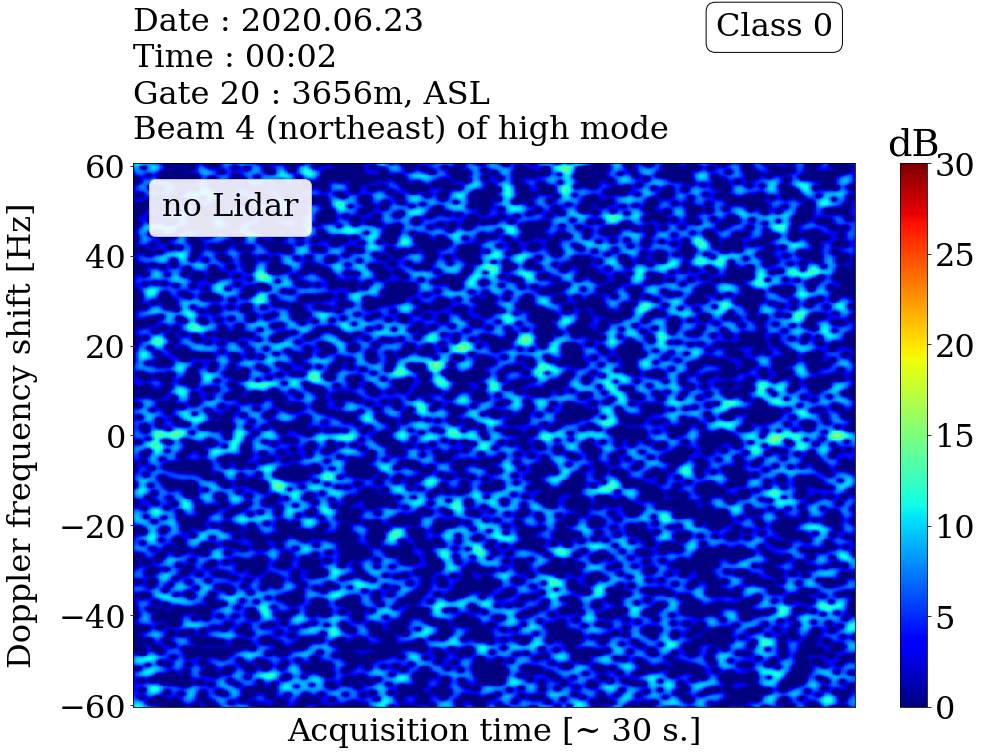 Date : 2020.06.23
Time : 00:02
Gate 20 : 3656m, ASL
Beam 4 (northeast) of high mode
Class 0
dB
no Lidar
60
40
20
0
−20
−40
−60
Doppler frequency shift [Hz]
Acquisition time [~ 30 s.]
30
25
20
15
10
5
0